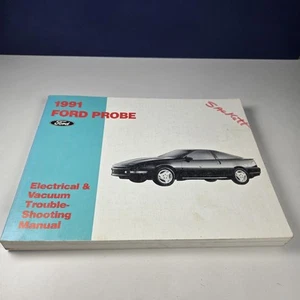 1991
FORD PROBE
Ford
Electrical &
Vacuum
Trouble-
Shooting
Manual